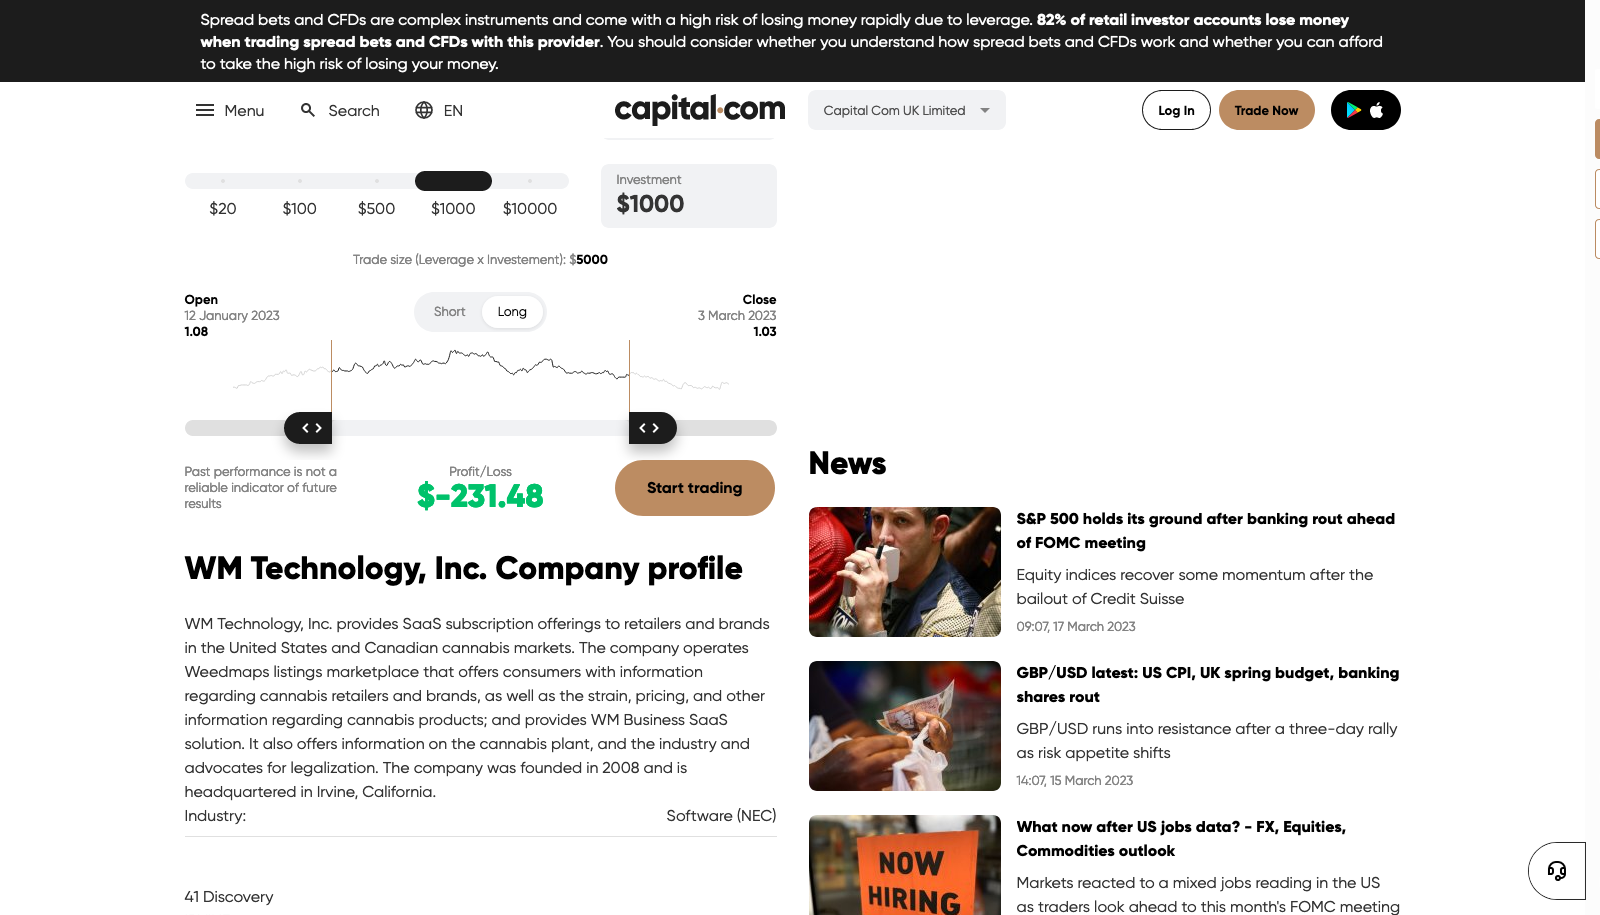 Spread bets and CFDs are complex instruments and come with a high risk of losing money rapidly due to leverage. 82% of retail investor accounts lose money
when trading spread bets and CFDs with this provider. You should consider whether you understand how spread bets and CFDs work and whether you can afford
to take the high risk of losing your money.
Menu
Search
EN
capital.com
Capital Com UK Limited
Log In
Trade Now
$20
$100
$500
$1000
$10000
Investment
$1000
Trade size (Leverage x Investement): $5000
Open
12 January 2023
1.08
Short
Long
Close
3 March 2023
1.03
Past performance is not a
reliable indicator of future
results
Profit/Loss
$-231.48
Start trading
WM Technology, Inc. Company profile
WM Technology, Inc. provides SaaS subscription offerings to retailers and brands
in the United States and Canadian cannabis markets. The company operates
Weedmaps listings marketplace that offers consumers with information
regarding cannabis retailers and brands, as well as the strain, pricing, and other
information regarding cannabis products; and provides WM Business SaaS
solution. It also offers information on the cannabis plant, and the industry and
advocates for legalization. The company was founded in 2008 and is
headquartered in Irvine, California.
Industry:
Software (NEC)
41 Discovery
News
S&P 500 holds its ground after banking rout ahead
of FOMC meeting
Equity indices recover some momentum after the
bailout of Credit Suisse
09:07, 17 March 2023
GBP/USD latest: US CPI, UK spring budget, banking
shares rout
GBP/USD runs into resistance after a three-day rally
as risk appetite shifts
14:07, 15 March 2023
NOW
HIRING
What now after US jobs data? - FX, Equities,
Commodities outlook
Markets reacted to a mixed jobs reading in the US
as traders look ahead to this month's FOMC meeting